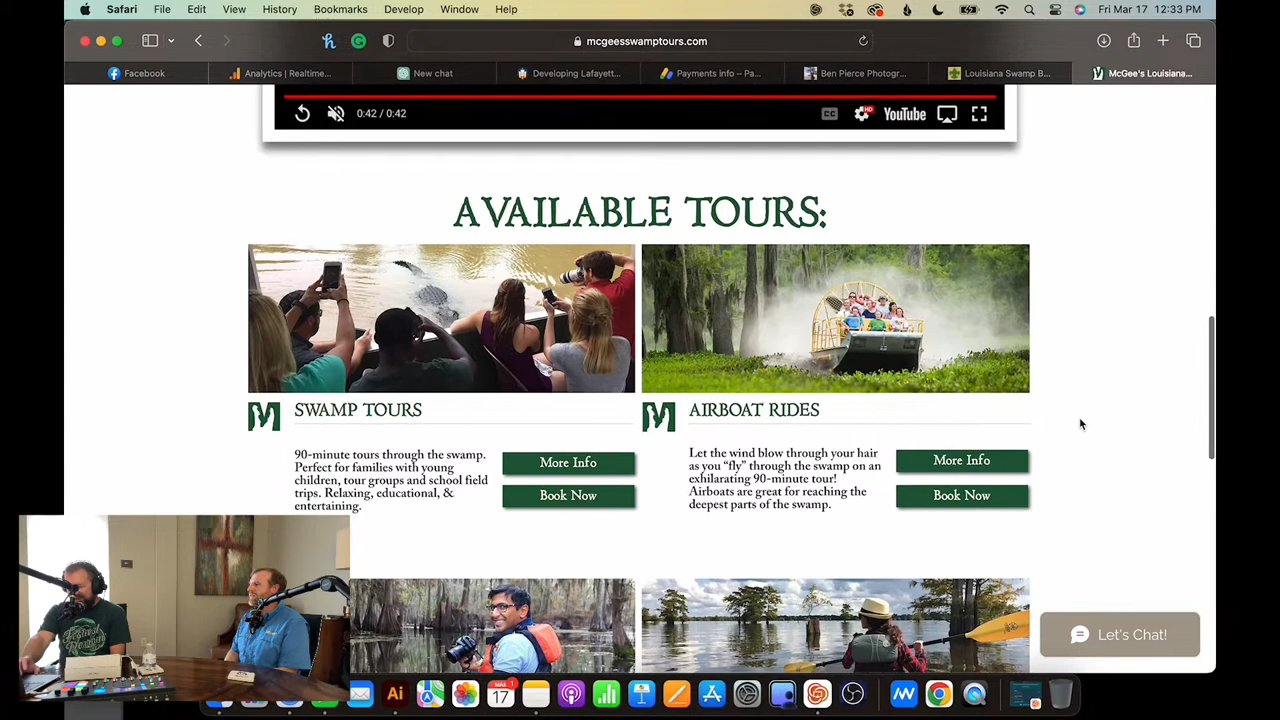 Safari File Edit View History Bookmarks Develop Window Help Fri Mar 17 12:33 PM
mcgeesswamptours.com
Facebook Analytics | Realtime... New chat Developing Lafayett... Payments info – Pa... Ben Pierce Photogr... Louisiana Swamp B... McGee's Louisiana...
0:42 / 0:42 CC HD YouTube
AVAILABLE TOURS:
M SWAMP TOURS
90-minute tours through the swamp.
Perfect for families with young
children, tour groups and school field
trips. Relaxing, educational, &
entertaining.
More Info
Book Now
M AIRBOAT RIDES
Let the wind blow through your hair
as you “fly” through the swamp on an
exhilarating 90-minute tour!
Airboats are great for reaching the
deepest parts of the swamp.
More Info
Book Now
Let's Chat!
Ai
MAR
17